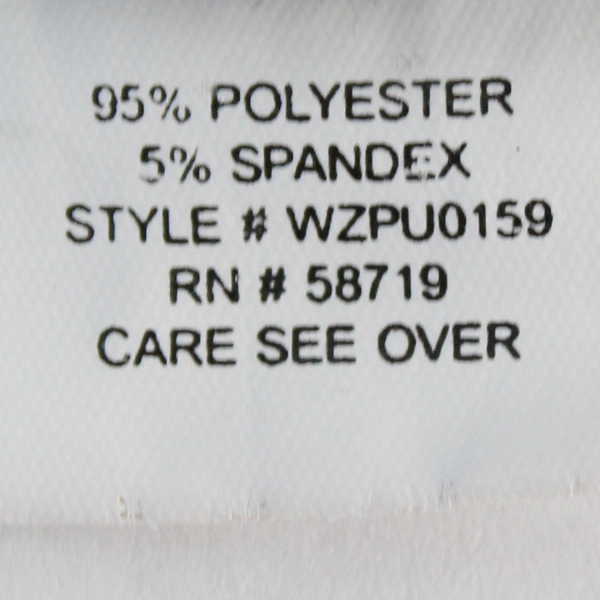 95% POLYESTER
5% SPANDEX
STYLE # WZPU0159
RN # 58719
CARE SEE OVER